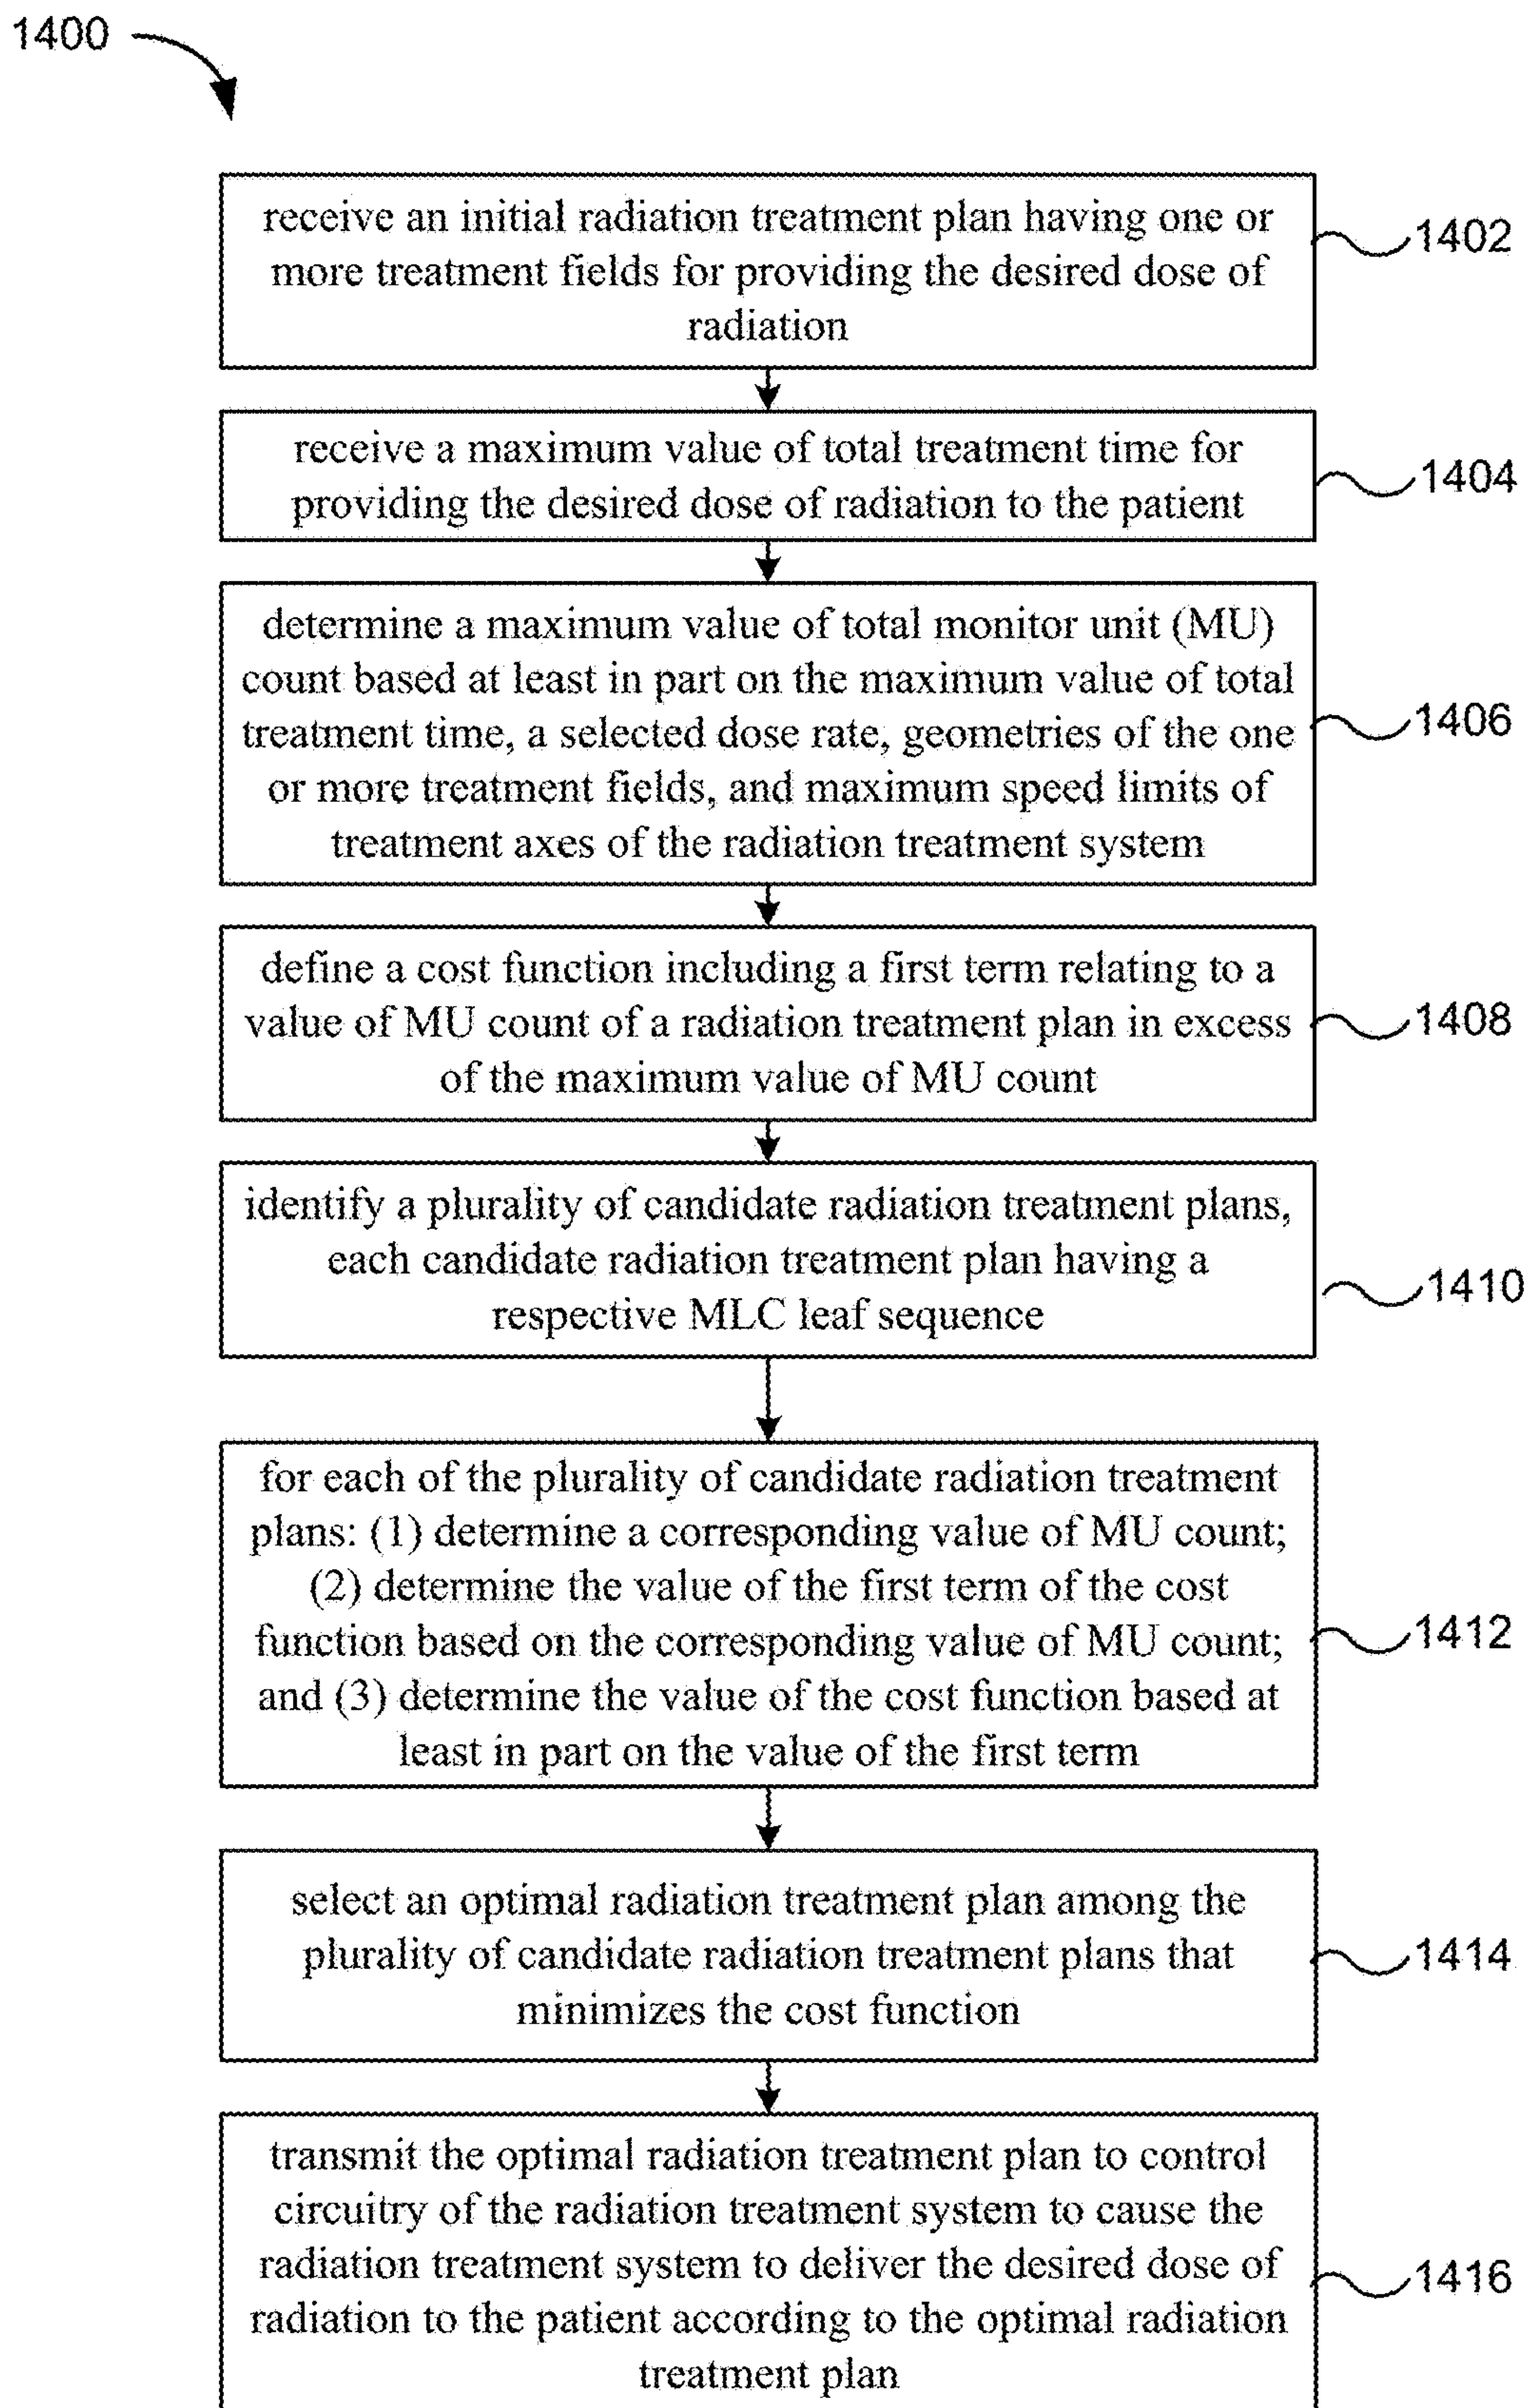 1400
receive an initial radiation treatment plan having one or
more treatment fields for providing the desired dose of
radiation
1402
receive a maximum value of total treatment time for
providing the desired dose of radiation to the patient
1404
determine a maximum value of total monitor unit (MU)
count based at least in part on the maximum value of total
treatment time, a selected dose rate, geometries of the one
or more treatment fields, and maximum speed limits of
treatment axes of the radiation treatment system
1406
define a cost function including a first term relating to a
value of MU count of a radiation treatment plan in excess
of the maximum value of MU count
1408
identify a plurality of candidate radiation treatment plans,
each candidate radiation treatment plan having a
respective MLC leaf sequence
1410
for each of the plurality of candidate radiation treatment
plans: (1) determine a corresponding value of MU count;
(2) determine the value of the first term of the cost
function based on the corresponding value of MU count;
and (3) determine the value of the cost function based at
least in part on the value of the first term
1412
select an optimal radiation treatment plan among the
plurality of candidate radiation treatment plans that
minimizes the cost function
1414
transmit the optimal radiation treatment plan to control
circuitry of the radiation treatment system to cause the
radiation treatment system to deliver the desired dose of
radiation to the patient according to the optimal radiation
treatment plan
1416